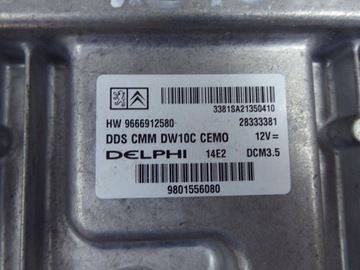 3381SA21350410
HW 9666912580 28333381
DDS CMM DW10C CEMO 12V=
DELPHI 14E2 DCM3.5
9801556080